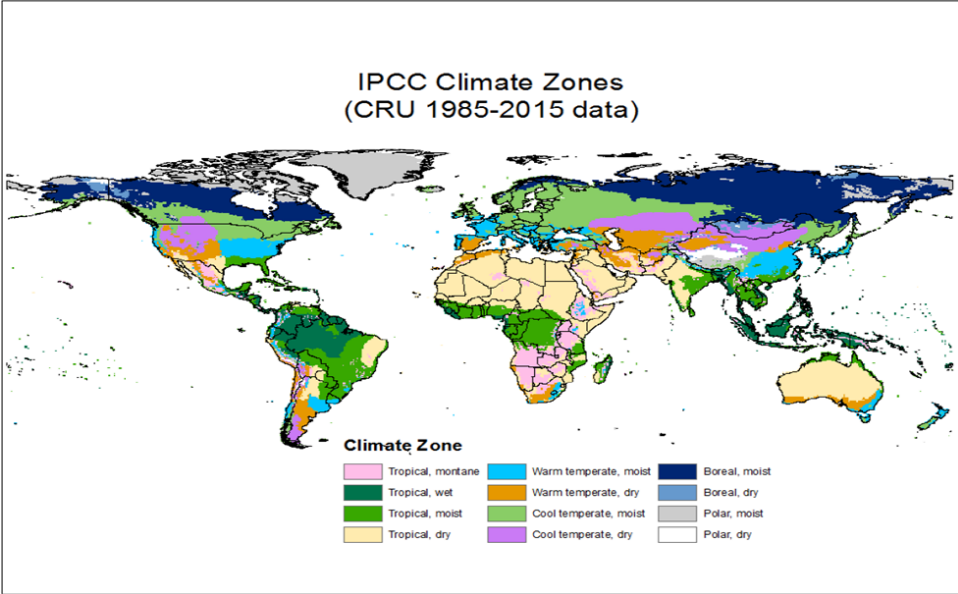 IPCC Climate Zones
(CRU 1985-2015 data)
Climate Zone
Tropical, montane
Tropical, wet
Tropical, moist
Tropical, dry
Warm temperate, moist
Warm temperate, dry
Cool temperate, moist
Cool temperate, dry
Boreal, moist
Boreal, dry
Polar, moist
Polar, dry